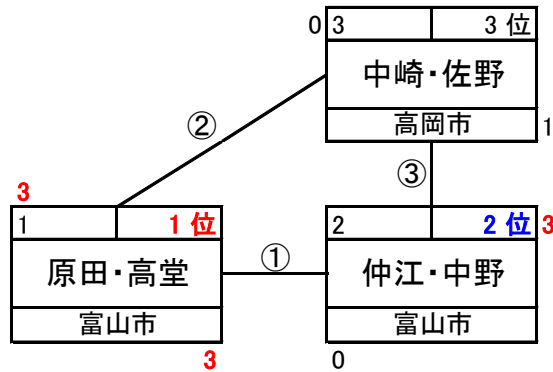 0 3 3 位
中崎・佐野
高岡市 1
②
③
3
1 1 位
原田・高堂
富山市
3
①
2 2 位 3
仲江・中野
富山市
0